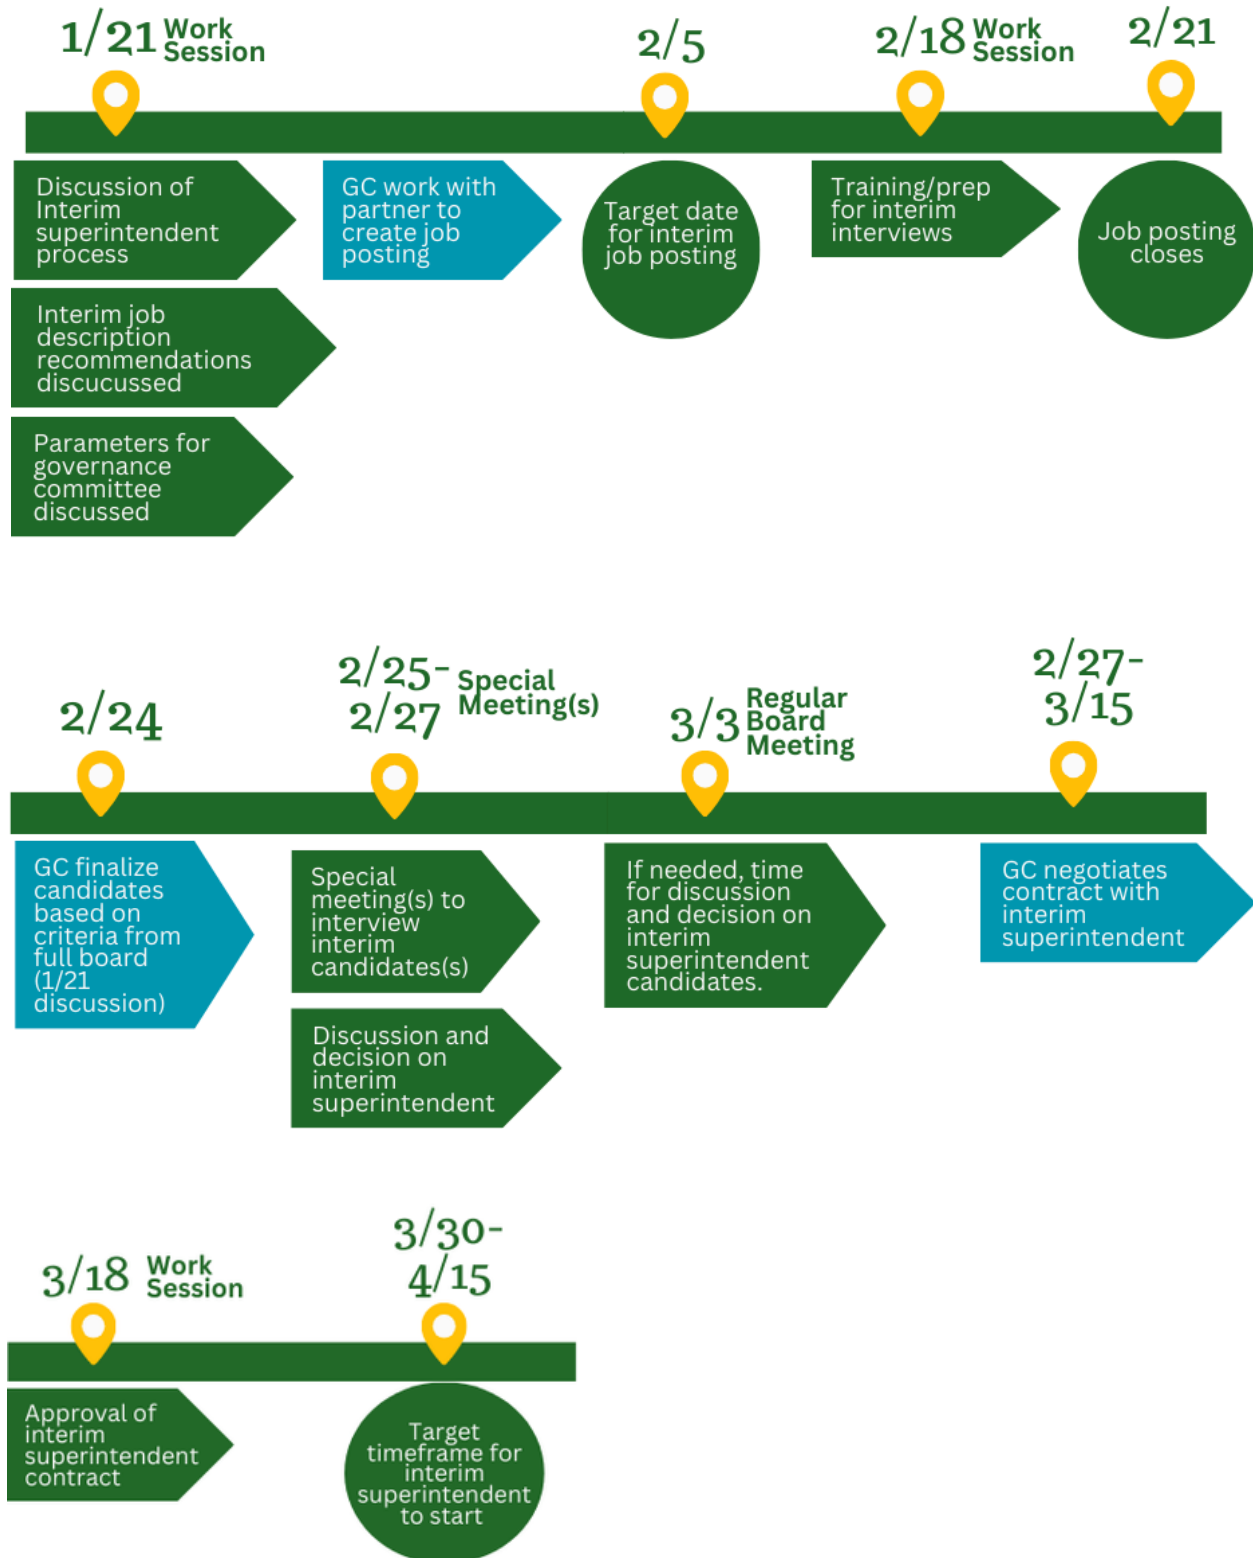 1/21 Work
Session
2/5
2/18 Work
Session
2/21
Discussion of
Interim
superintendent
process
GC work with
partner to
create job
posting
Target date
for interim
job posting
Training/prep
for interim
interviews
Job posting
closes
Interim job
description
recommendations
discucussed
Parameters for
governance
committee
discussed
2/24
2/25-
2/27
Special
Meeting(s)
3/3
Regular
Board
Meeting
2/27-
3/15
GC finalize
candidates
based on
criteria from
full board
(1/21
discussion)
Special
meeting(s) to
interview
interim
candidates(s)
Discussion and
decision on
interim
superintendent
If needed, time
for discussion
and decision on
interim
superintendent
candidates.
GC negotiates
contract with
interim
superintendent
3/18 Work
Session
3/30-
4/15
Approval of
interim
superintendent
contract
Target
timeframe for
interim
superintendent
to start